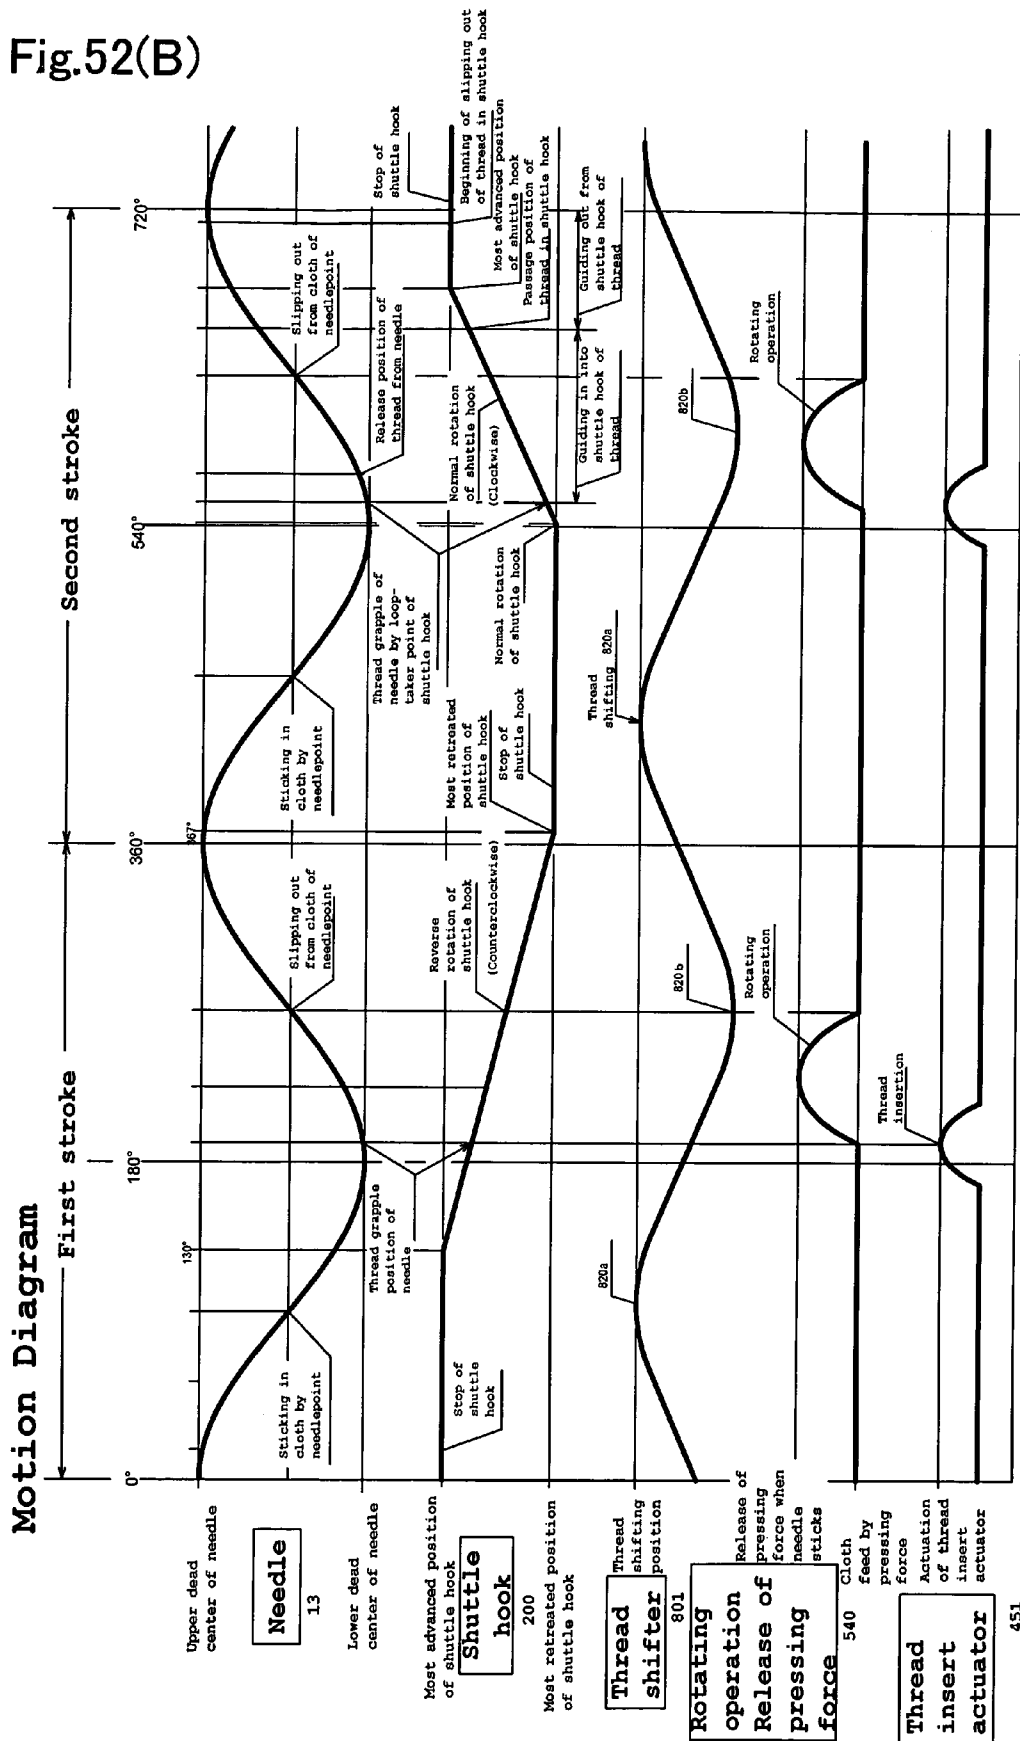 Fig.52(B)
Motion Diagram
First stroke
Second stroke
0°
130°
180°
360°
367°
540°
720°
Upper dead
center of needle
Needle
13
Lower dead
center of needle
Sticking in
cloth by
needlepoint
Slipping out
from cloth of
needlepoint
Sticking in
cloth by
needlepoint
Slipping out
from cloth of
needlepoint
Thread grapple
position of
needle
Thread grapple of
needle by loop-
taker point of
shuttle hook
Release position of
thread from needle
Most advanced position
of shuttle hook
Shuttle
hook
200
Most retreated position
of shuttle hook
Stop of
shuttle
hook
Reverse
rotation of
shuttle hook
(Counterclockwise)
Most retreated
position of
shuttle hook
Stop of
shuttle hook
Normal rotation
of shuttle hook
Normal rotation
of shuttle hook
(Clockwise)
Stop of
shuttle hook
Beginning of slipping out
of thread in shuttle hook
Most advanced position
of shuttle hook
Passage position of
thread in shuttle hook
Guiding in into
shuttle hook of
thread
Guiding out from
shuttle hook of
thread
Thread
shifting
position
Thread
shifter
801
820a
820b
Thread
shifting 820a
820b
Release of
pressing
force when
needle
sticks
Rotating
operation
Release of
pressing
force
540
Cloth
feed by
pressing
force
Rotating
operation
Rotating
operation
Actuation
of thread
insert
actuator
Thread
insert
actuator
451
Thread
insertion